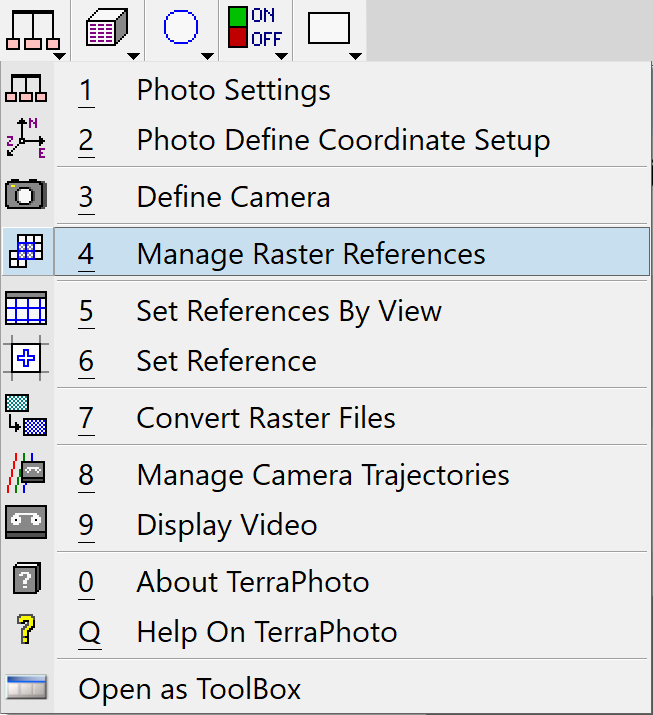 ON
OFF
1 Photo Settings
2 Photo Define Coordinate Setup
3 Define Camera
4 Manage Raster References
5 Set References By View
6 Set Reference
7 Convert Raster Files
8 Manage Camera Trajectories
9 Display Video
0 About TerraPhoto
Q Help On TerraPhoto
Open as ToolBox
N
Z
E
?
?